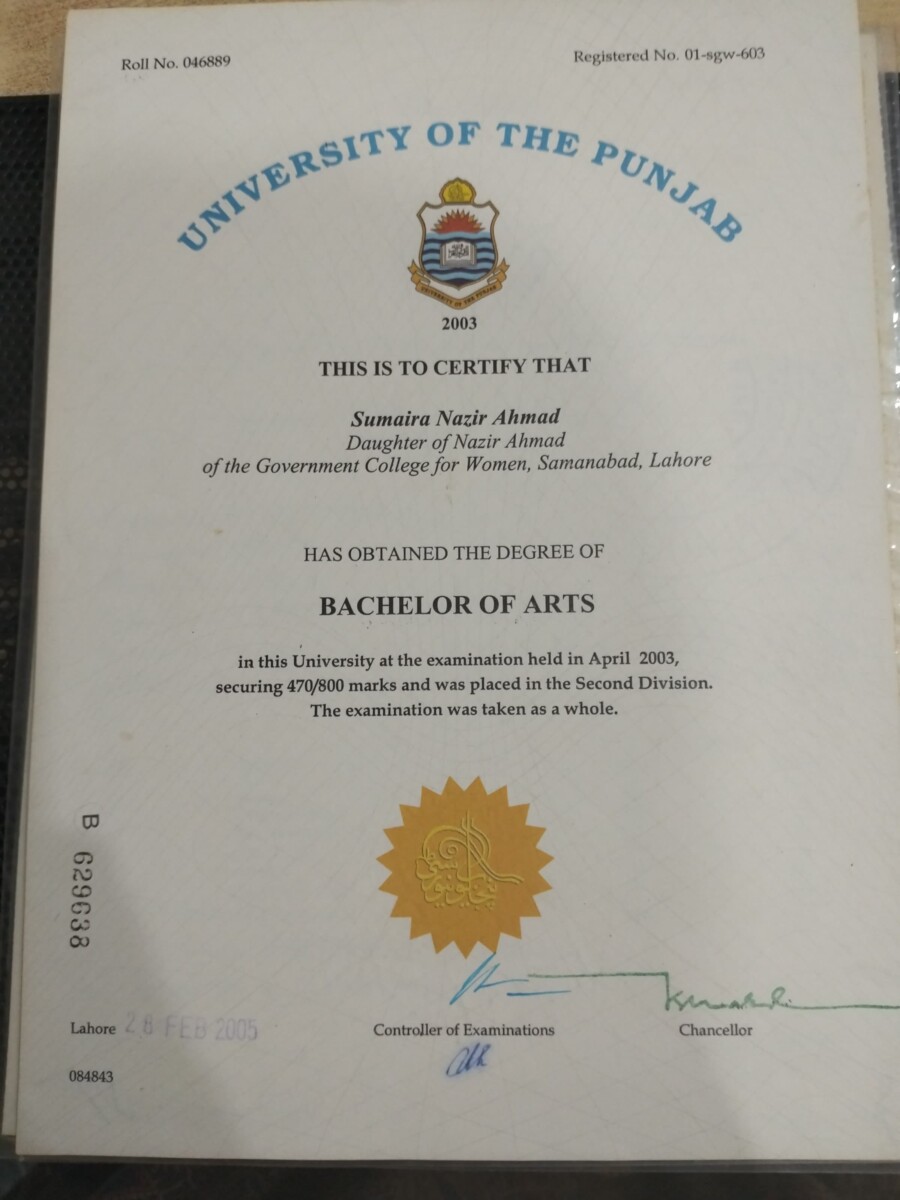 Roll No. 046889
Registered No. 01-sgw-603
UNIVERSITY OF THE PUNJAB
UNIVERSITY OF THE PUNJAB
2003
THIS IS TO CERTIFY THAT
Sumaira Nazir Ahmad
Daughter of Nazir Ahmad
of the Government College for Women, Samanabad, Lahore
HAS OBTAINED THE DEGREE OF
BACHELOR OF ARTS
in this University at the examination held in April 2003,
securing 470/800 marks and was placed in the Second Division.
The examination was taken as a whole.
B 629638
Lahore 28 FEB 2005
Controller of Examinations
Chancellor
084843